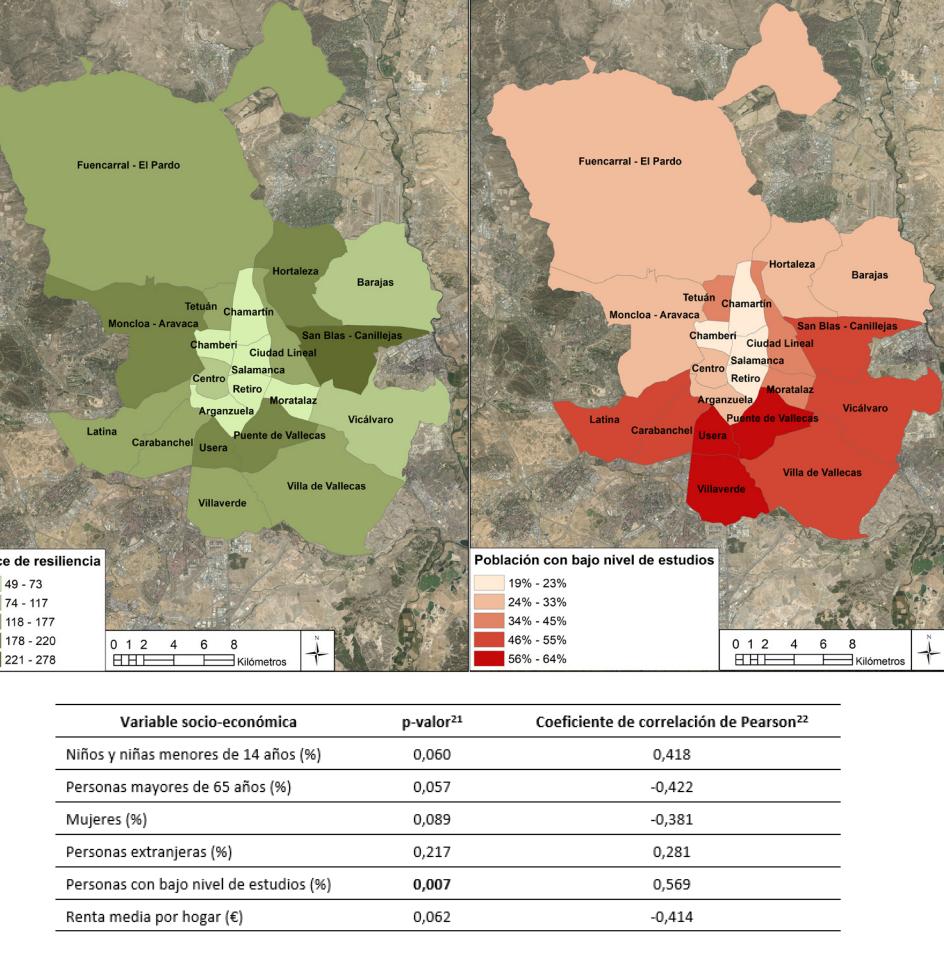 Fuencarral - El Pardo
Hortaleza
Barajas
Tetuán
Chamartín
Moncloa - Aravaca
San Blas - Canillejas
Chamberí
Ciudad Lineal
Salamanca
Centro
Retiro
Moratalaz
Arganzuela
Vicálvaro
Latina
Carabanchel
Puente de Vallecas
Usera
Villa de Vallecas
Villaverde
ce de resiliencia
49 - 73
74 - 117
118 - 177
178 - 220
221 - 278
0 1 2 4 6 8
Kilómetros
N
Fuencarral - El Pardo
Hortaleza
Barajas
Tetuán
Chamartín
Moncloa - Aravaca
San Blas - Canillejas
Chamberí
Ciudad Lineal
Salamanca
Centro
Retiro
Moratalaz
Arganzuela
Vicálvaro
Latina
Puente de Vallecas
Carabanchel
Usera
Villa de Vallecas
Villaverde
Población con bajo nivel de estudios
19% - 23%
24% - 33%
34% - 45%
46% - 55%
56% - 64%
0 1 2 4 6 8
Kilómetros
N
Variable socio-económica p-valor21 Coeficiente de correlación de Pearson22
Niños y niñas menores de 14 años (%) 0,060 0,418
Personas mayores de 65 años (%) 0,057 -0,422
Mujeres (%) 0,089 -0,381
Personas extranjeras (%) 0,217 0,281
Personas con bajo nivel de estudios (%) 0,007 0,569
Renta media por hogar (€) 0,062 -0,414